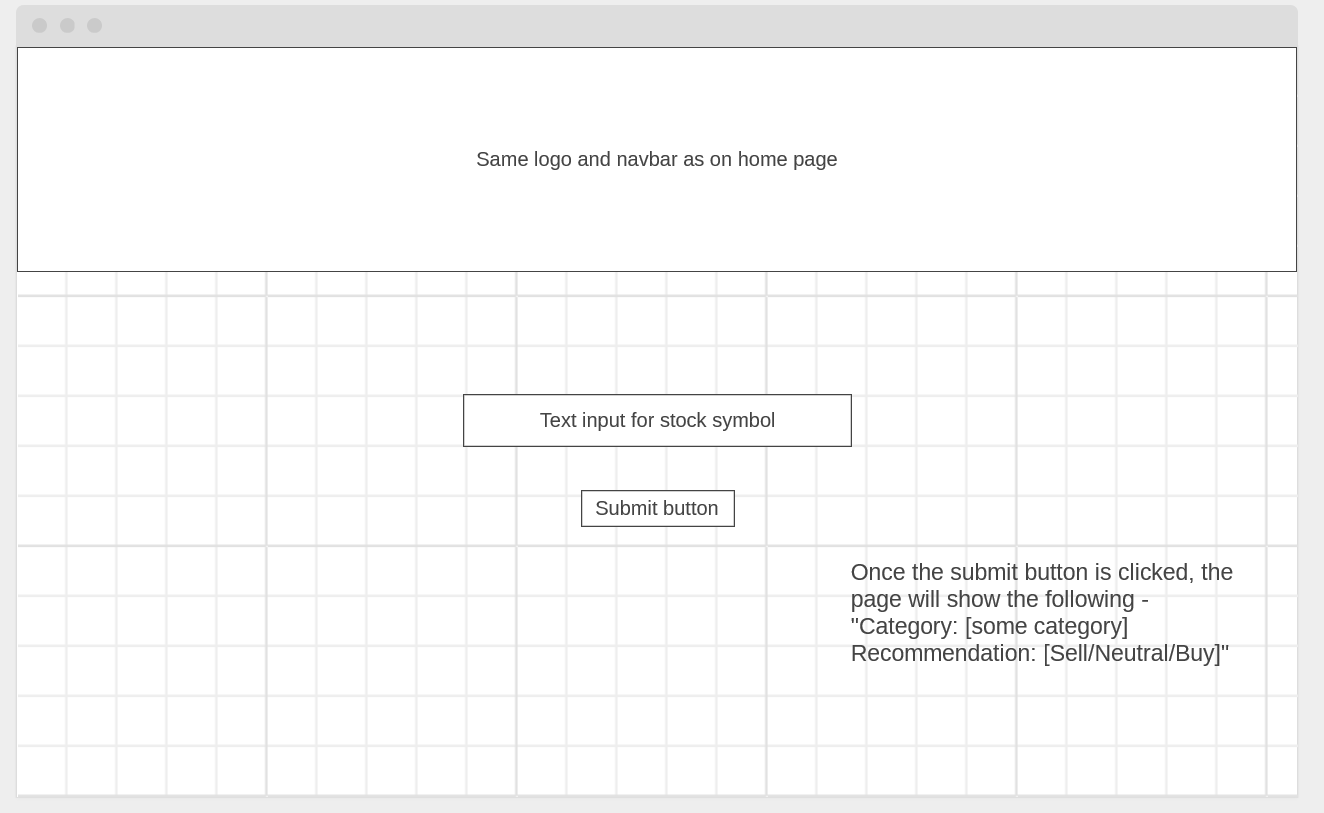 Same logo and navbar as on home page
Text input for stock symbol
Submit button
Once the submit button is clicked, the
page will show the following -
"Category: [some category]
Recommendation: [Sell/Neutral/Buy]"